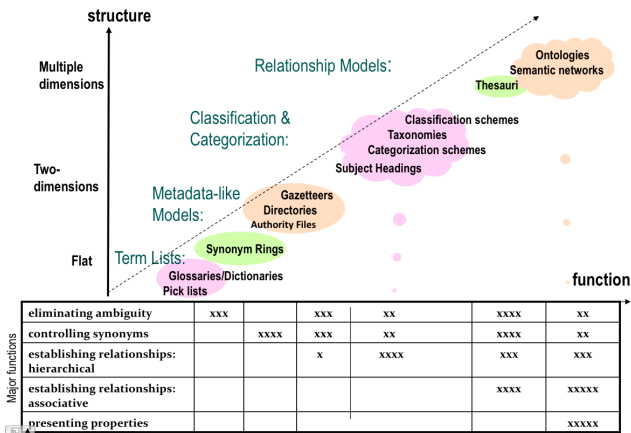 structure
Multiple
dimensions
Two-
dimensions
Flat
Relationship Models:
Ontologies
Semantic networks
Thesauri
Classification &
Categorization:
Classification schemes
Taxonomies
Categorization schemes
Subject Headings
Metadata-like
Models:
Gazetteers
Directories
Authority Files
Term Lists:
Synonym Rings
Glossaries/Dictionaries
Pick lists
function
Major functions
eliminating ambiguity xxx xxx xx xxxx xx
controlling synonyms xxxx xxx xx xxxx xx
establishing relationships: x xxxx xxx xxx
hierarchical
establishing relationships: xxxx xxxxx
associative
presenting properties xxxxx